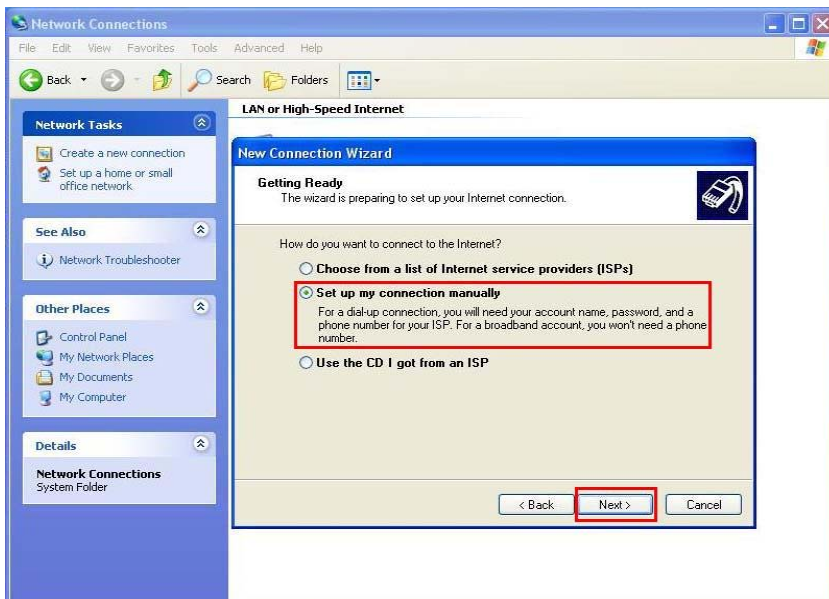 Network Connections
File Edit View Favorites Tools Advanced Help
Back Search Folders
Network Tasks
Create a new connection
Set up a home or small
office network
See Also
Network Troubleshooter
Other Places
Control Panel
My Network Places
My Documents
My Computer
Details
Network Connections
System Folder
LAN or High-Speed Internet
New Connection Wizard
Getting Ready
The wizard is preparing to set up your Internet connection.
How do you want to connect to the Internet?
Choose from a list of Internet service providers (ISPs)
Set up my connection manually
For a dial-up connection, you will need your account name, password, and a
phone number for your ISP. For a broadband account, you won't need a phone
number.
Use the CD I got from an ISP
< Back Next > Cancel